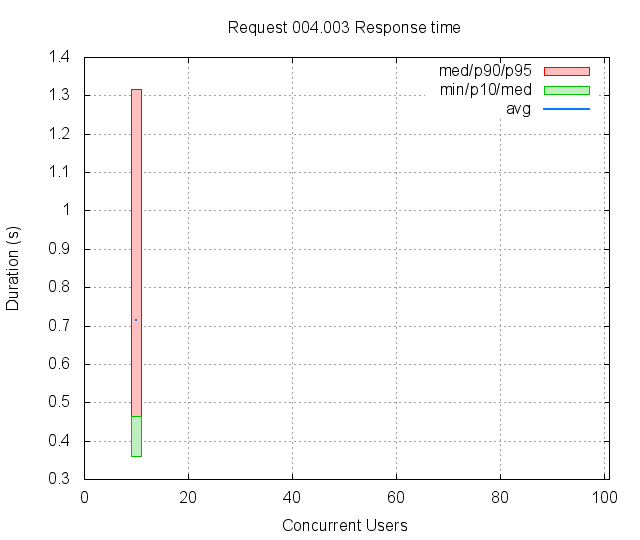 Request 004.003 Response time
med/p90/p95
min/p10/med
avg
1.4
1.3
1.2
1.1
1
0.9
0.8
0.7
0.6
0.5
0.4
0.3
Duration (s)
0 20 40 60 80 100
Concurrent Users